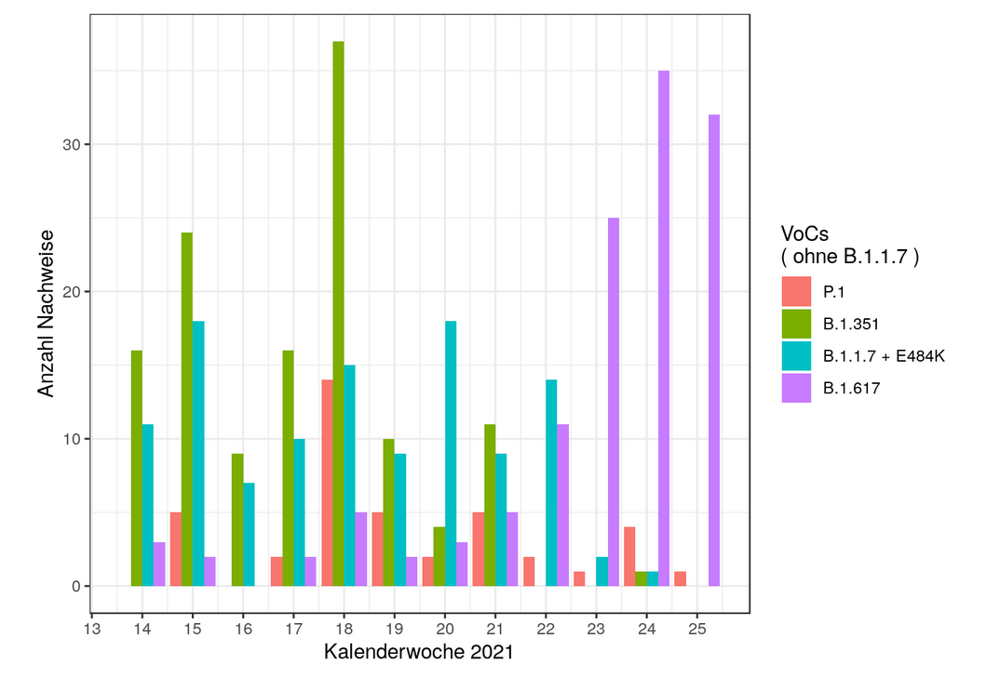 30
20
10
0
Anzahl Nachweise
13 14 15 16 17 18 19 20 21 22 23 24 25
Kalenderwoche 2021
VoCs
( ohne B.1.1.7 )
P.1
B.1.351
B.1.1.7 + E484K
B.1.617